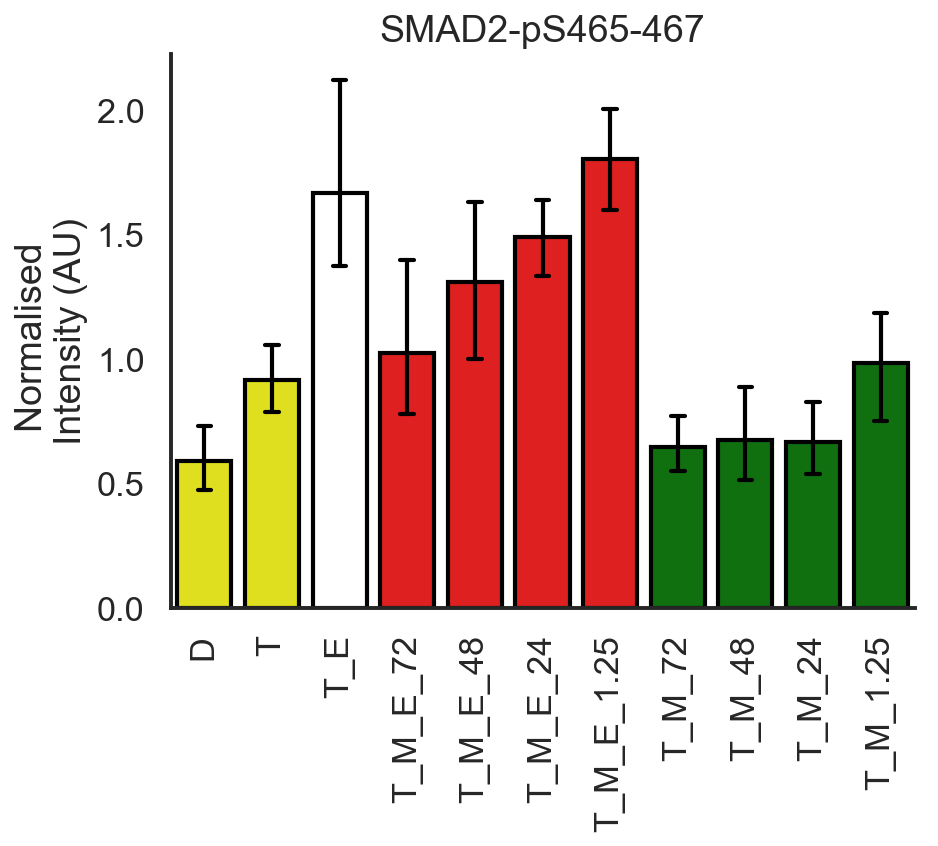 SMAD2-pS465-467
Normalised
Intensity (AU)
2.0
1.5
1.0
0.5
0.0
D
T
T_E
T_M_E_72
T_M_E_48
T_M_E_24
T_M_E_1.25
T_M_72
T_M_48
T_M_24
T_M_1.25